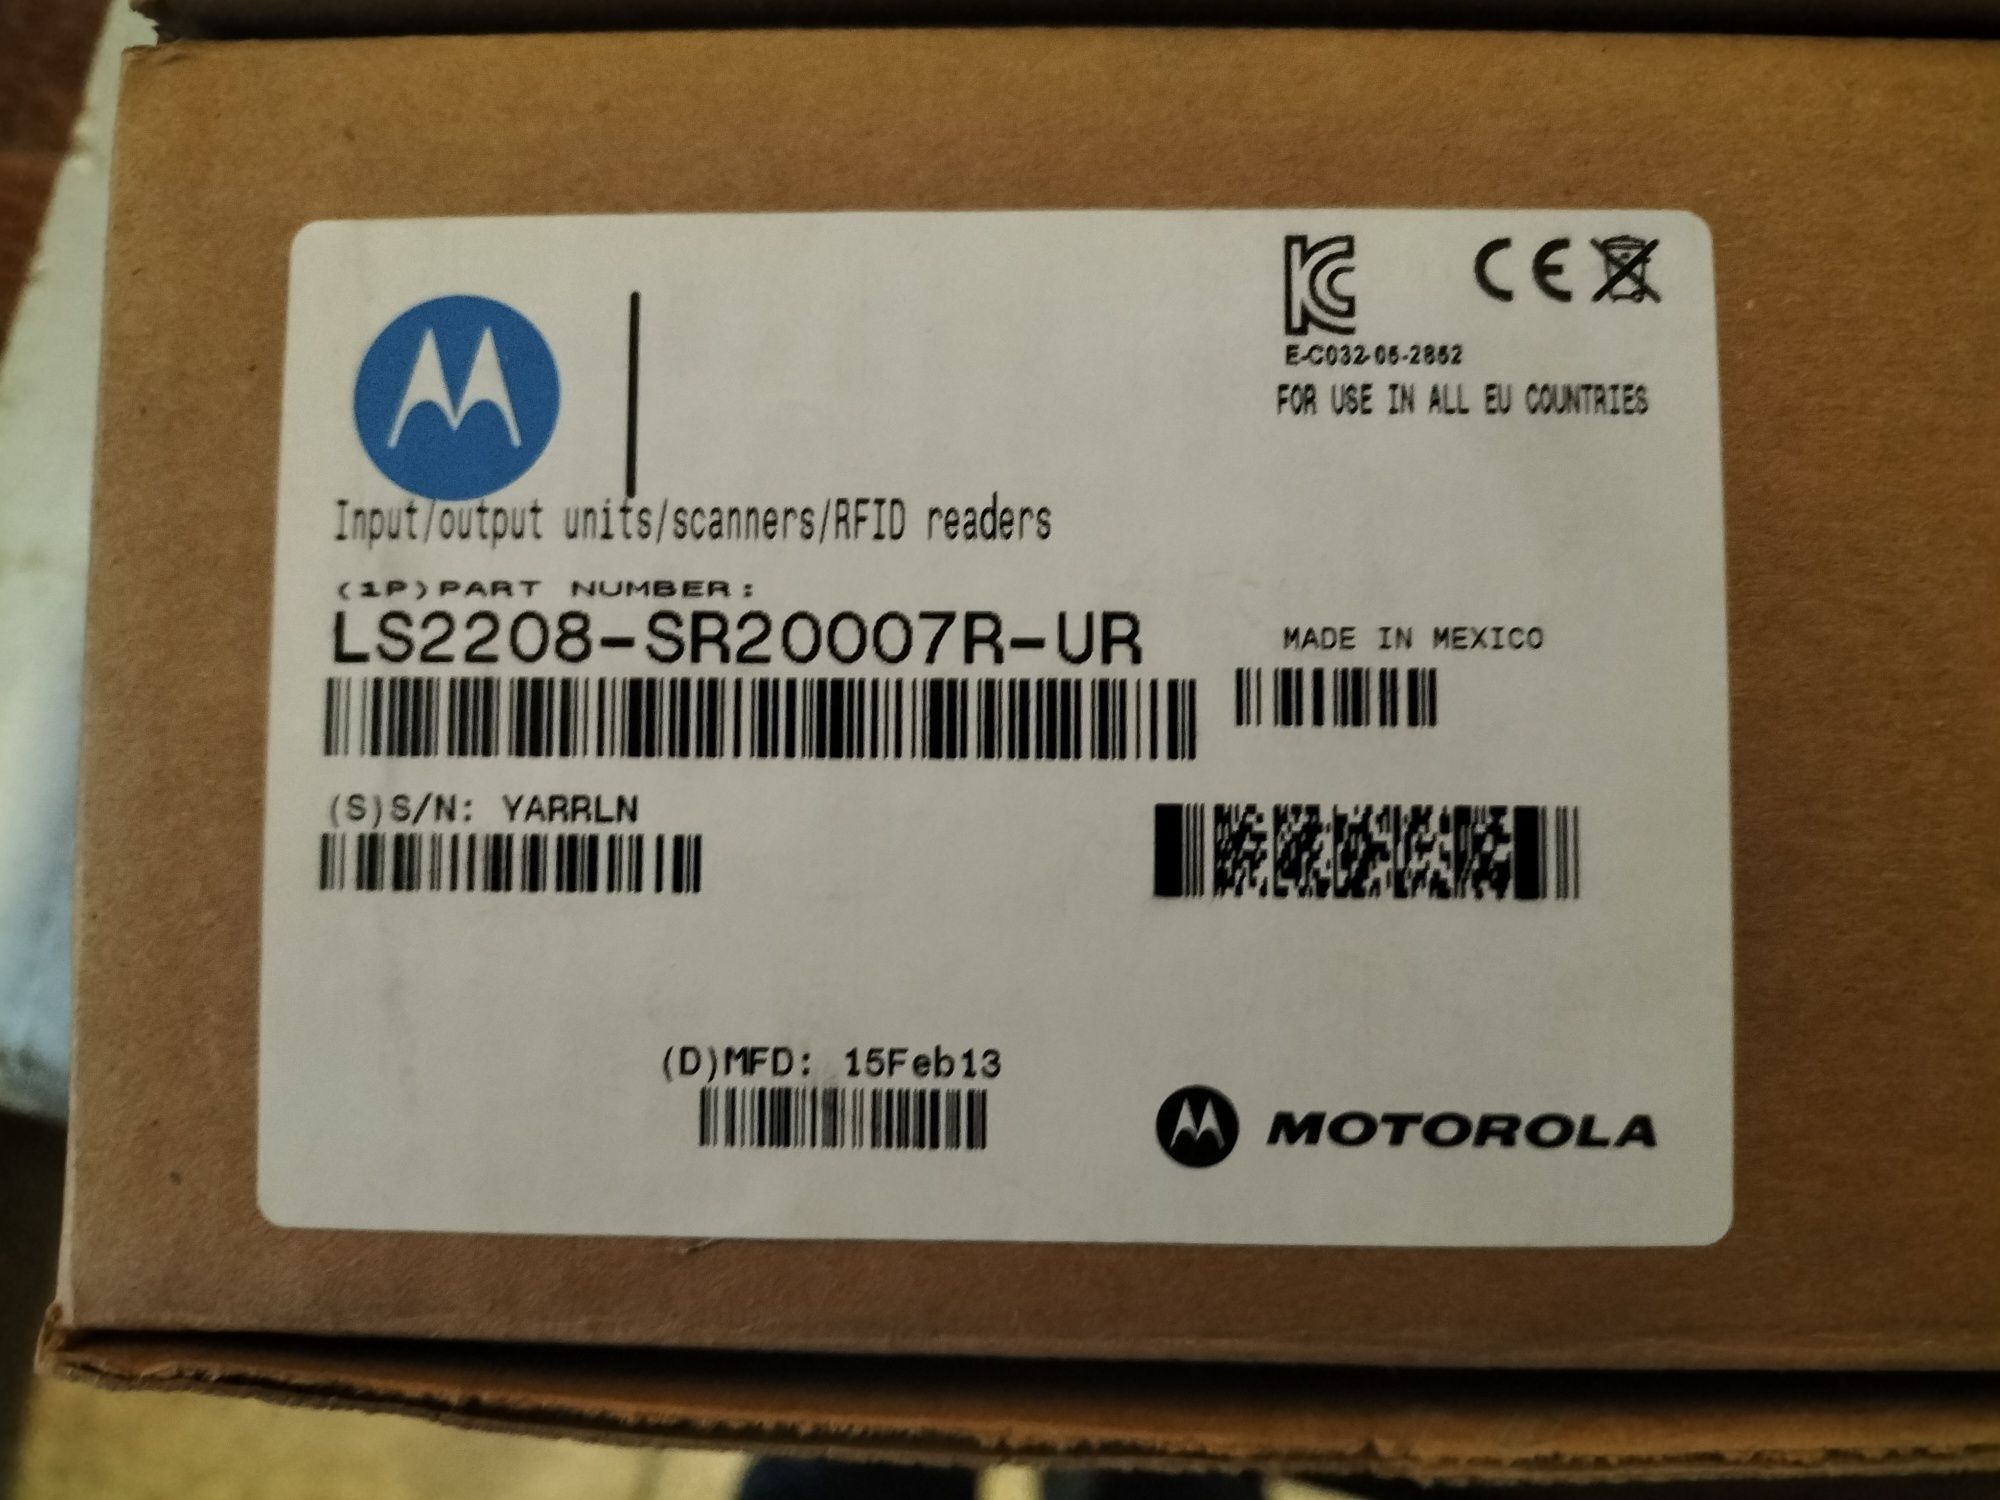 E-C032-05-2852
FOR USE IN ALL EU COUNTRIES
Input/output units/scanners/RFID readers
(1P)PART NUMBER:
LS2208-SR20007R-UR
MADE IN MEXICO
(S)S/N: YARRLN
(D)MFD: 15Feb13
MOTOROLA